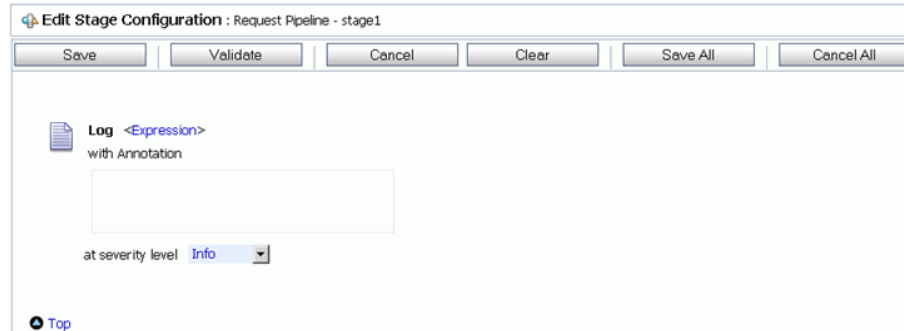 Edit Stage Configuration : Request Pipeline - stage1
Save Validate Cancel Clear Save All Cancel All
Log <Expression>
with Annotation
at severity level Info
Top